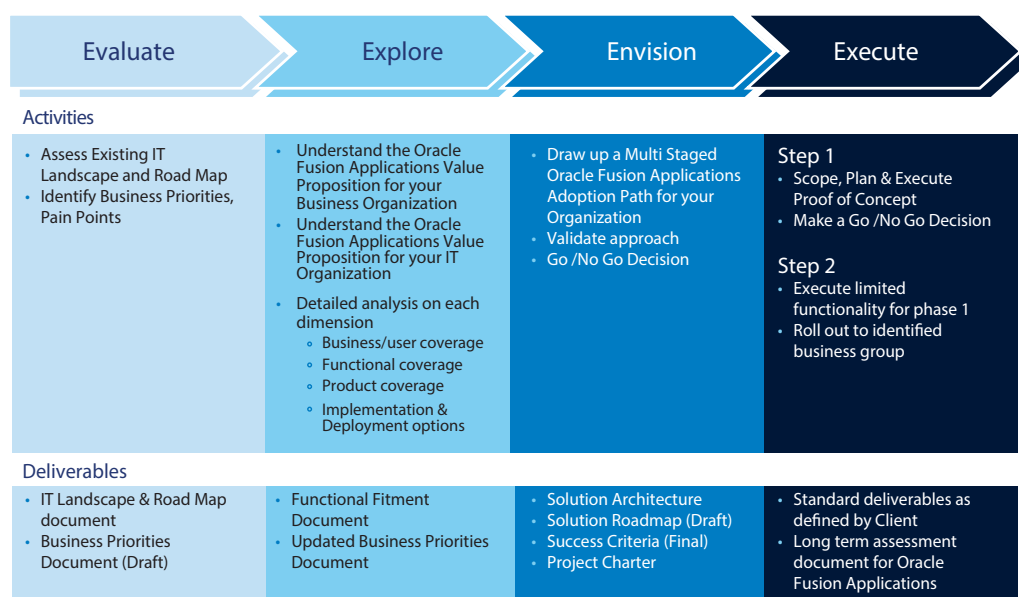 Evaluate
Explore
Envision
Execute
Activities
• Assess Existing IT
Landscape and Road Map
• Identify Business Priorities,
Pain Points
• Understand the Oracle
Fusion Applications Value
Proposition for your
Business Organization
• Understand the Oracle
Fusion Applications Value
Proposition for your IT
Organization
• Detailed analysis on each
dimension
° Business/user coverage
° Functional coverage
° Product coverage
° Implementation &
Deployment options
• Draw up a Multi Staged
Oracle Fusion Applications
Adoption Path for your
Organization
• Validate approach
• Go /No Go Decision
Step 1
• Scope, Plan & Execute
Proof of Concept
• Make a Go /No Go Decision
Step 2
• Execute limited
functionality for phase 1
• Roll out to identified
business group
Deliverables
• IT Landscape & Road Map
document
• Business Priorities
Document (Draft)
• Functional Fitment
Document
• Updated Business Priorities
Document
• Solution Architecture
• Solution Roadmap (Draft)
• Success Criteria (Final)
• Project Charter
• Standard deliverables as
defined by Client
• Long term assessment
document for Oracle
Fusion Applications